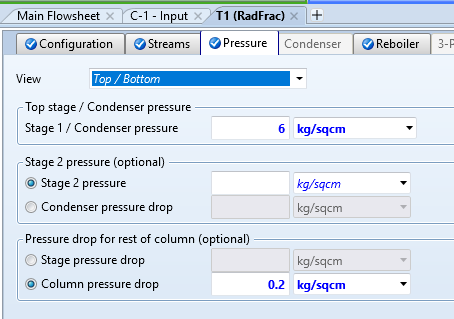 Main Flowsheet C-1 - Input T1 (RadFrac)
Configuration Streams Pressure Condenser Reboiler 3-P
View Top / Bottom
Top stage / Condenser pressure
Stage 1 / Condenser pressure 6 kg/sqcm
Stage 2 pressure (optional)
Stage 2 pressure kg/sqcm
Condenser pressure drop kg/sqcm
Pressure drop for rest of column (optional)
Stage pressure drop kg/sqcm
Column pressure drop 0.2 kg/sqcm